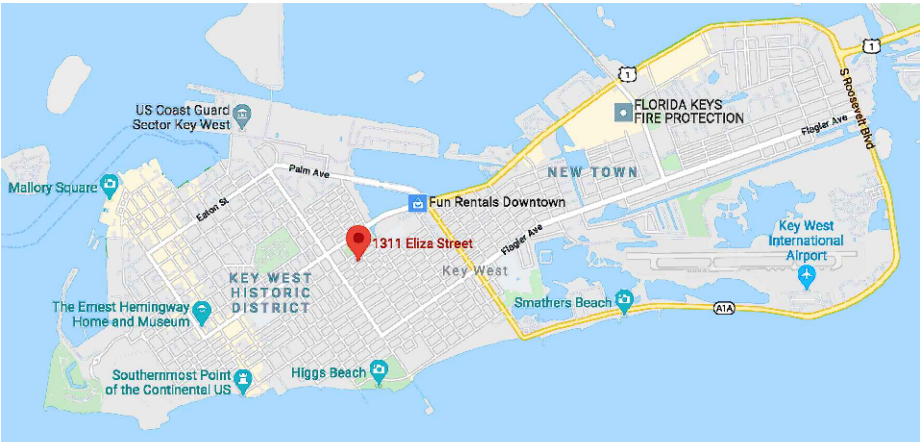 1
1
US Coast Guard
Sector Key West
FLORIDA KEYS
FIRE PROTECTION
S Roosevelt Blvd
Flagler Ave
Palm Ave
NEW TOWN
Mallory Square
Eaton St
Fun Rentals Downtown
1311 Eliza Street
Flagler Ave
Key West
International
Airport
KEY WEST
HISTORIC
DISTRICT
Key West
The Ernest Hemingway
Home and Museum
Smathers Beach
A1A
Southernmost Point
of the Continental US
Higgs Beach